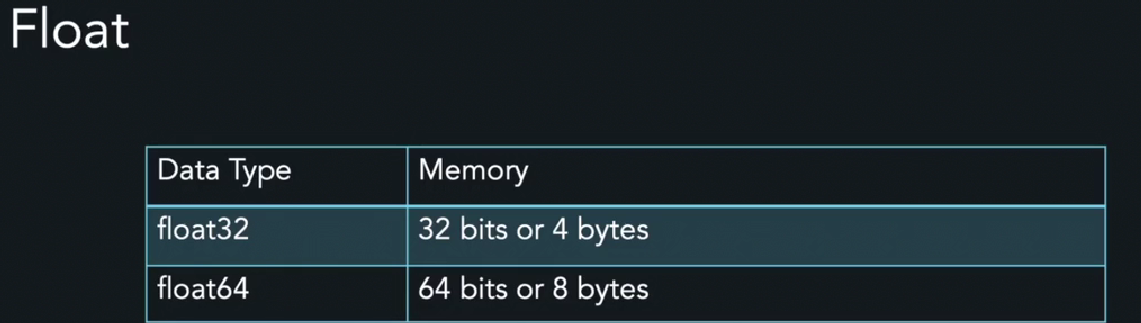 Float
Data Type Memory
float32 32 bits or 4 bytes
float64 64 bits or 8 bytes